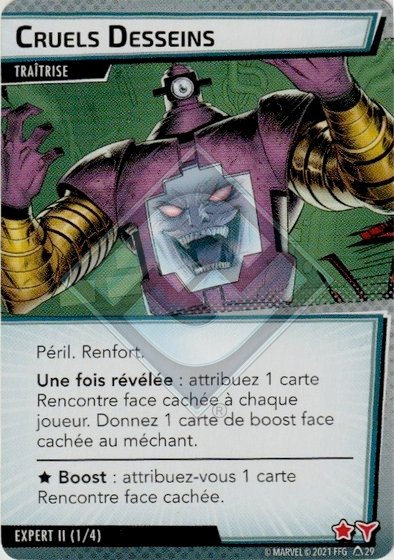 CRUELS DESSEINS
TRAÎTRISE
Péril. Renfort.
Une fois révélée : attribuez 1 carte
Rencontre face cachée à chaque
joueur. Donnez 1 carte de boost face
cachée au méchant.
★ Boost : attribuez-vous 1 carte
Rencontre face cachée.
EXPERT II (1/4)
© MARVEL © 2021 FFG 29
®